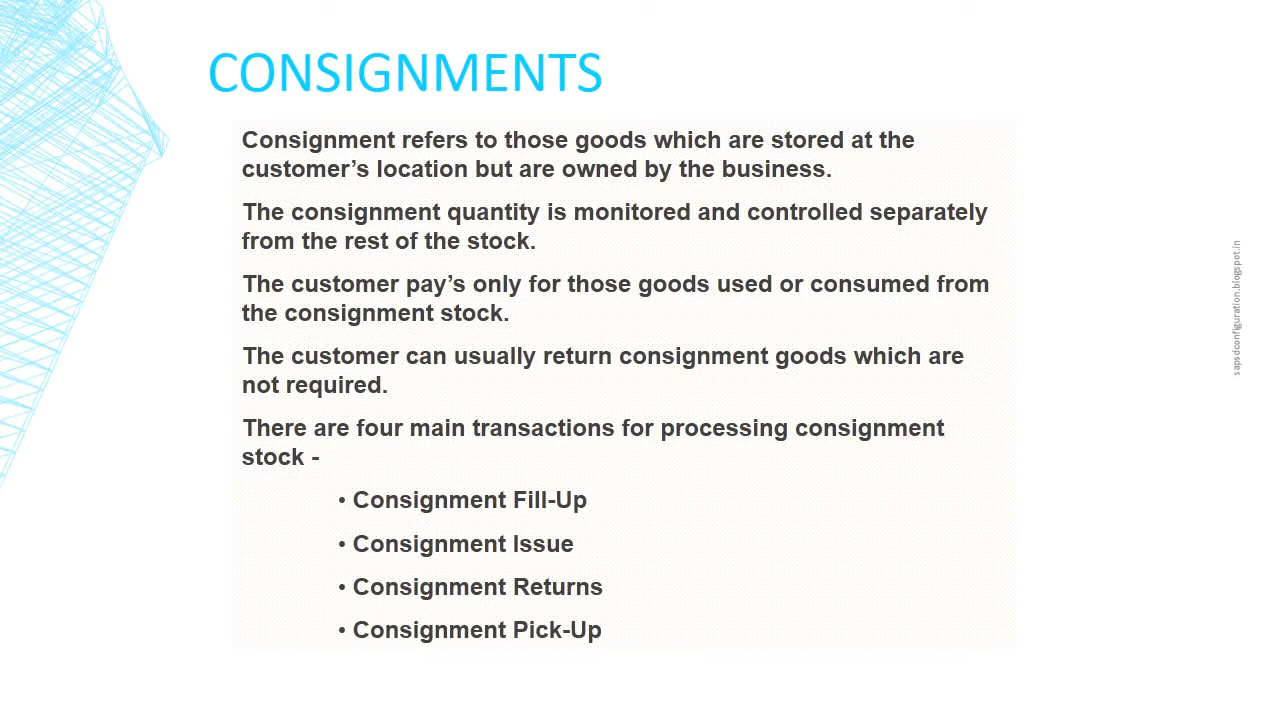 CONSIGNMENTS
Consignment refers to those goods which are stored at the
customer’s location but are owned by the business.
The consignment quantity is monitored and controlled separately
from the rest of the stock.
The customer pay’s only for those goods used or consumed from
the consignment stock.
The customer can usually return consignment goods which are
not required.
There are four main transactions for processing consignment
stock -
• Consignment Fill-Up
• Consignment Issue
• Consignment Returns
• Consignment Pick-Up
sapsdconfiguration.blogspot.in